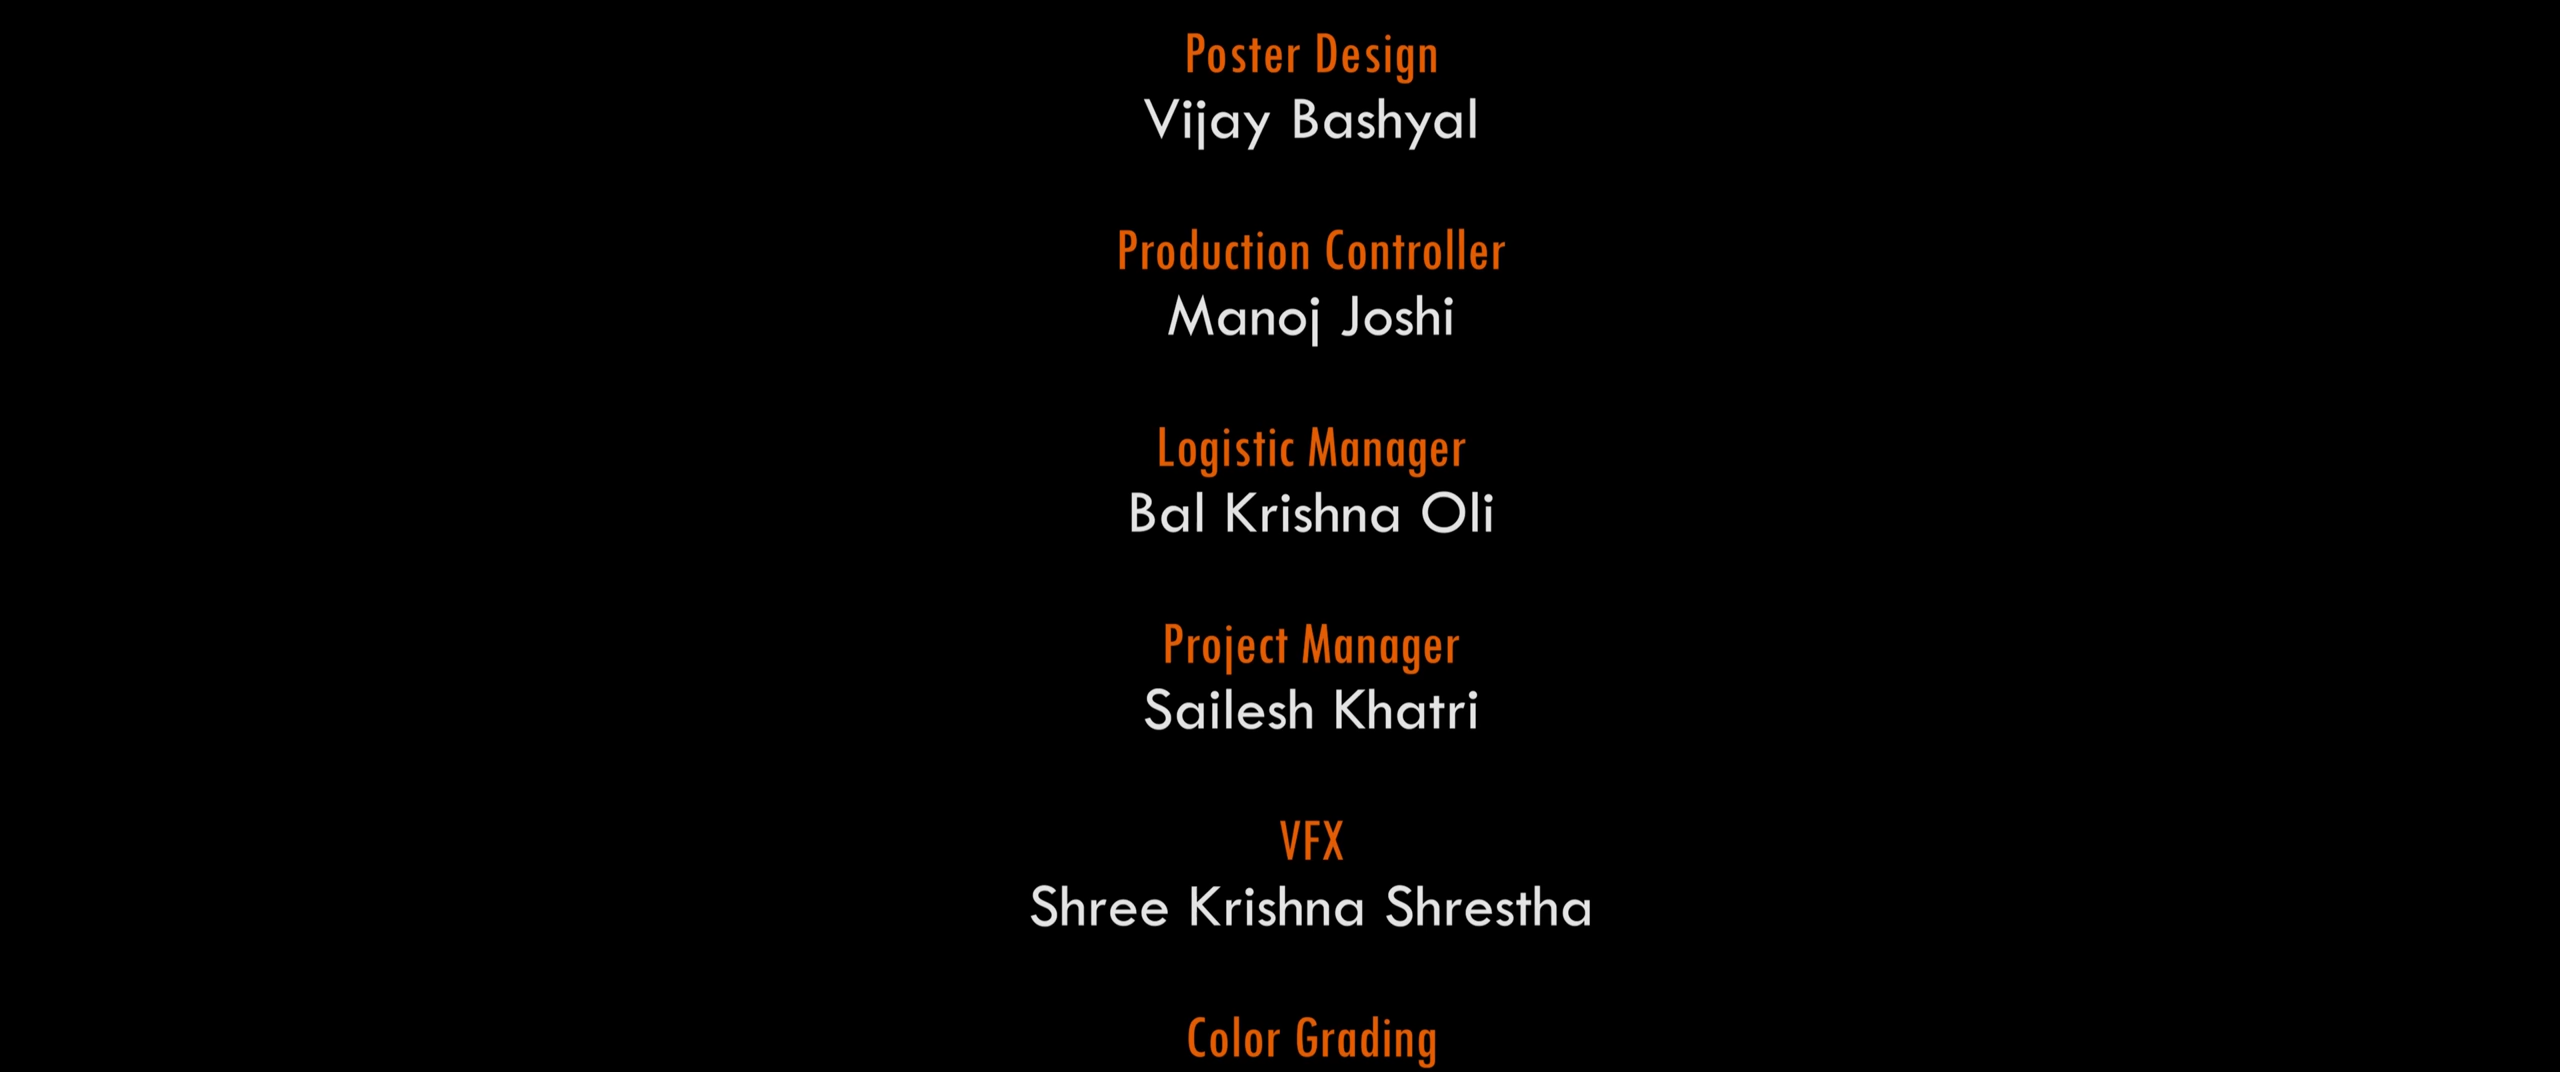 Poster Design
Vijay Bashyal
Production Controller
Manoj Joshi
Logistic Manager
Bal Krishna Oli
Project Manager
Sailesh Khatri
VFX
Shree Krishna Shrestha
Color Grading